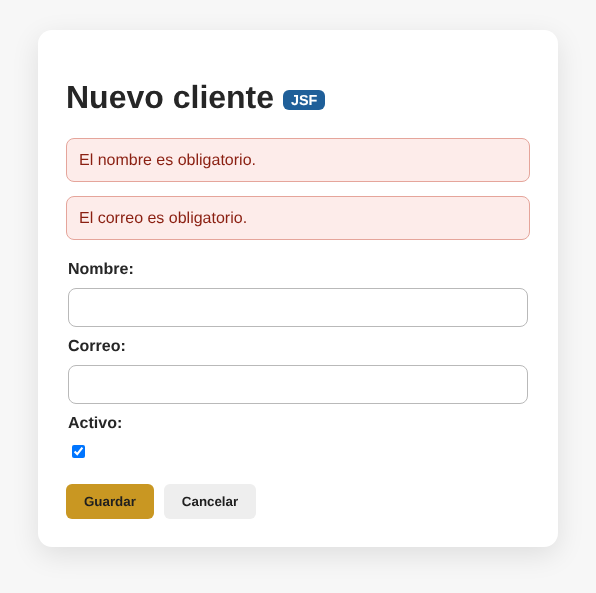 Nuevo cliente JSF
El nombre es obligatorio.
El correo es obligatorio.
Nombre:
Correo:
Activo:
Guardar Cancelar